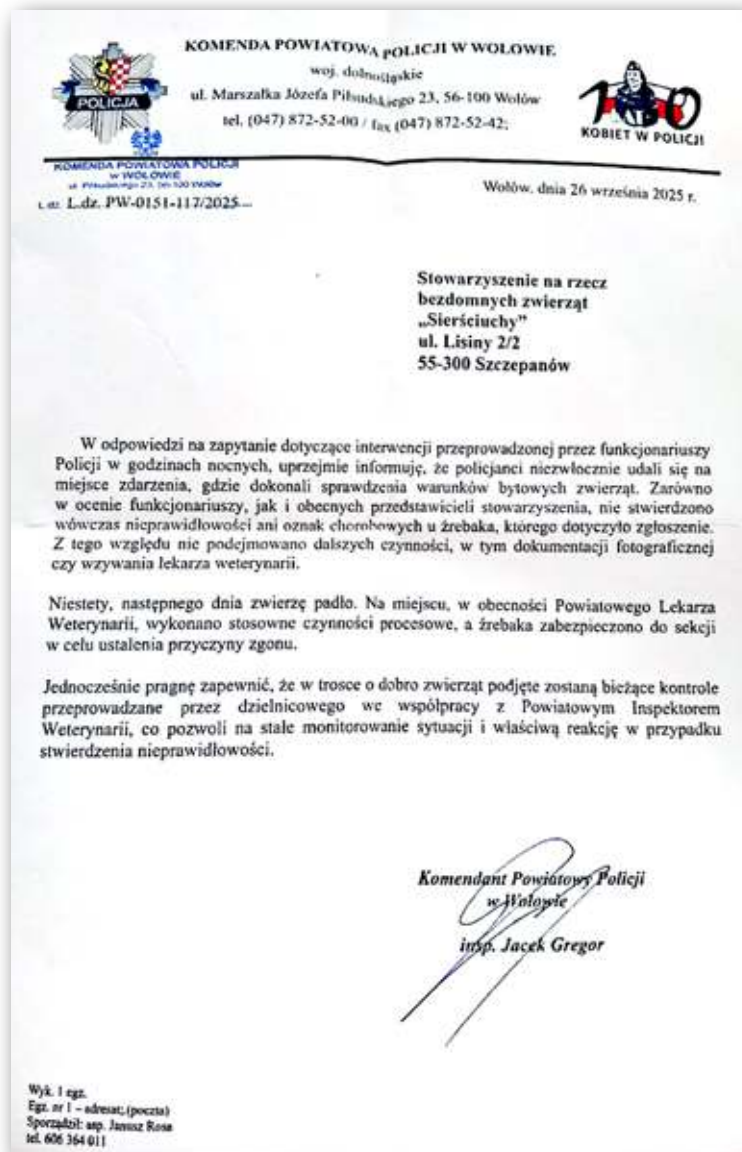 KOMENDA POWIATOWA POLICJI W WOŁOWIE
woj. dolnośląskie
ul. Marszałka Józefa Piłsudskiego 23, 56-100 Wołów
tel. (047) 872-52-00 / fax (047) 872-52-42;
POLICJA
100
KOBIET W POLICJI
KOMENDA POWIATOWA POLICJI
w WOŁOWIE
ul. Piłsudskiego 23, 56-100 Wołów
L.dz. L.dz. PW-0151-117/2025
Wołów, dnia 26 września 2025 r.
Stowarzyszenie na rzecz
bezdomnych zwierząt
„Sierściuchy”
ul. Lisiny 2/2
55-300 Szczepanów
W odpowiedzi na zapytanie dotyczące interwencji przeprowadzonej przez funkcjonariuszy
Policji w godzinach nocnych, uprzejmie informuję, że policjanci niezwłocznie udali się na
miejsce zdarzenia, gdzie dokonali sprawdzenia warunków bytowych zwierząt. Zarówno
w ocenie funkcjonariuszy, jak i obecnych przedstawicieli stowarzyszenia, nie stwierdzono
wówczas nieprawidłowości ani oznak chorobowych u źrebaka, którego dotyczyło zgłoszenie.
Z tego względu nie podejmowano dalszych czynności, w tym dokumentacji fotograficznej
czy wzywania lekarza weterynarii.
Niestety, następnego dnia zwierzę padło. Na miejscu, w obecności Powiatowego Lekarza
Weterynarii, wykonano stosowne czynności procesowe, a źrebaka zabezpieczono do sekcji
w celu ustalenia przyczyny zgonu.
Jednocześnie pragnę zapewnić, że w trosce o dobro zwierząt podjęte zostaną bieżące kontrole
przeprowadzane przez dzielnicowego we współpracy z Powiatowym Inspektorem
Weterynarii, co pozwoli na stałe monitorowanie sytuacji i właściwą reakcję w przypadku
stwierdzenia nieprawidłowości.
Komendant Powiatowy Policji
w Wołowie
insp. Jacek Gregor
Wyk. 1 egz.
Egz. nr 1 – adresat; (poczta)
Sporządził: asp. Janusz Rosa
tel. 606 364 011